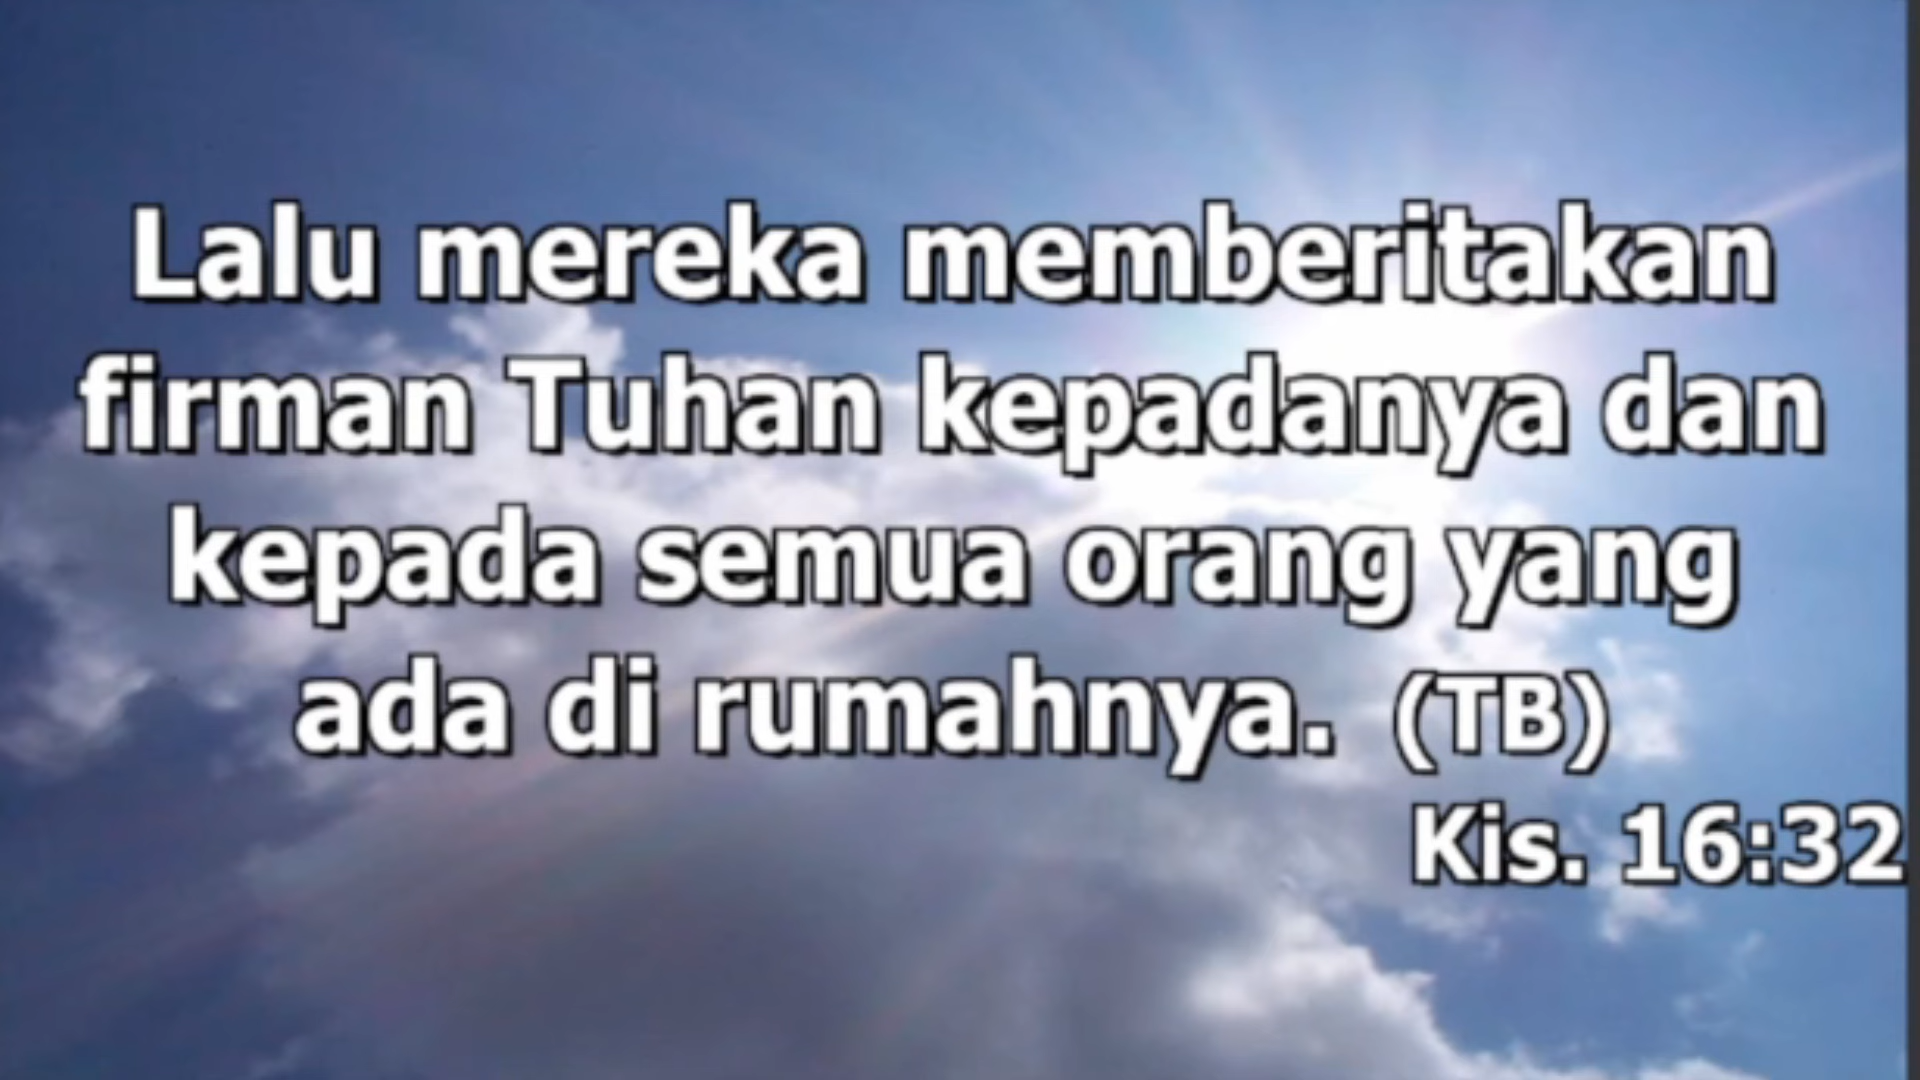 Lalu mereka memberitakan
firman Tuhan kepadanya dan
kepada semua orang yang
ada di rumahnya. (TB)
Kis. 16:32